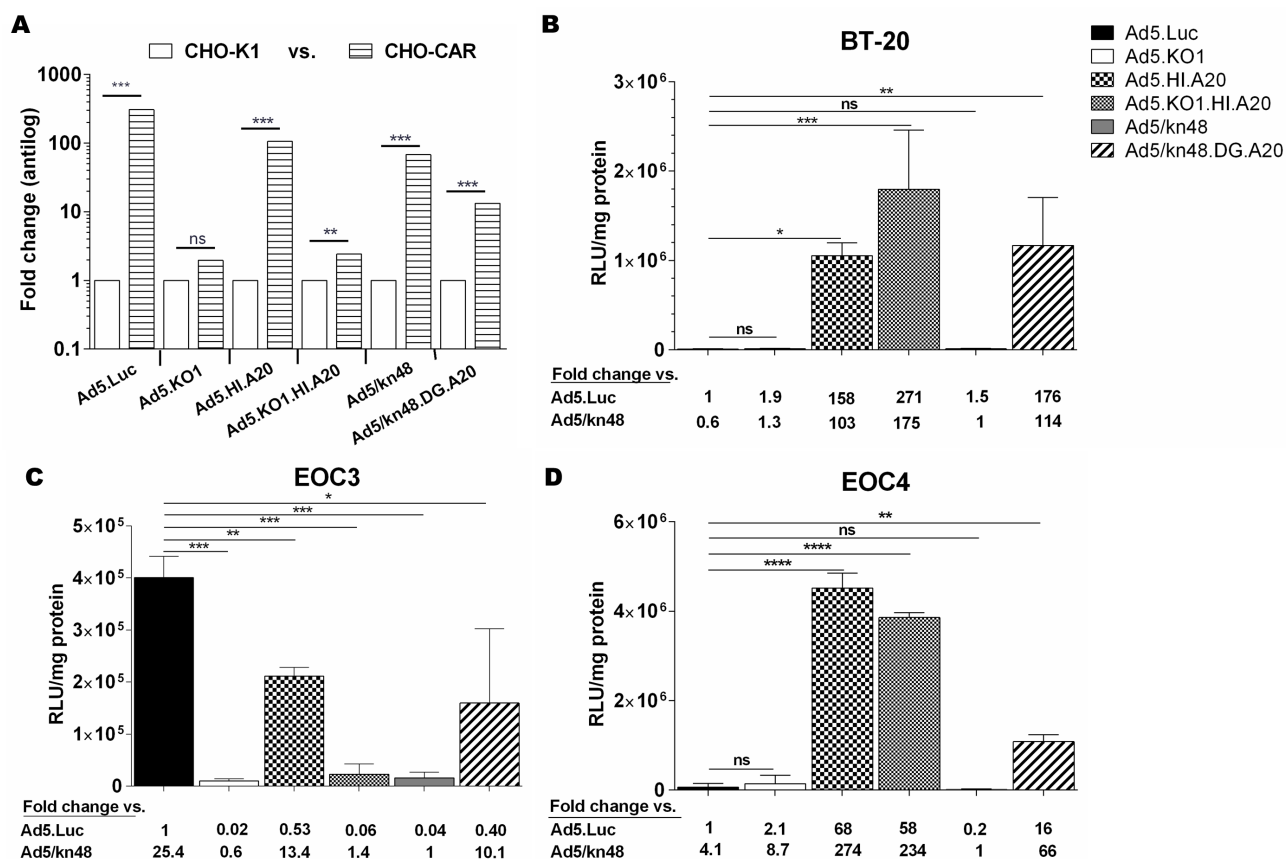 A
CHO-K1 vs. CHO-CAR
Fold change (antilog)
1000
100
10
1
0.1
***
ns
***
**
***
***
Ad5.Luc
Ad5.KO1
Ad5.HI.A20
Ad5.KO1.HI.A20
Ad5/kn48
Ad5/kn48.DG.A20
B
BT-20
RLU/mg protein
3×10⁶
2×10⁶
1×10⁶
0
**
ns
***
*
ns
Fold change vs.
Ad5.Luc 1 1.9 158 271 1.5 176
Ad5/kn48 0.6 1.3 103 175 1 114
Ad5.Luc
Ad5.KO1
Ad5.HI.A20
Ad5.KO1.HI.A20
Ad5/kn48
Ad5/kn48.DG.A20
C
EOC3
RLU/mg protein
5×10⁵
4×10⁵
3×10⁵
2×10⁵
1×10⁵
0
*
***
***
**
***
Fold change vs.
Ad5.Luc 1 0.02 0.53 0.06 0.04 0.40
Ad5/kn48 25.4 0.6 13.4 1.4 1 10.1
D
EOC4
RLU/mg protein
6×10⁶
4×10⁶
2×10⁶
0
**
ns
****
****
ns
Fold change vs.
Ad5.Luc 1 2.1 68 58 0.2 16
Ad5/kn48 4.1 8.7 274 234 1 66